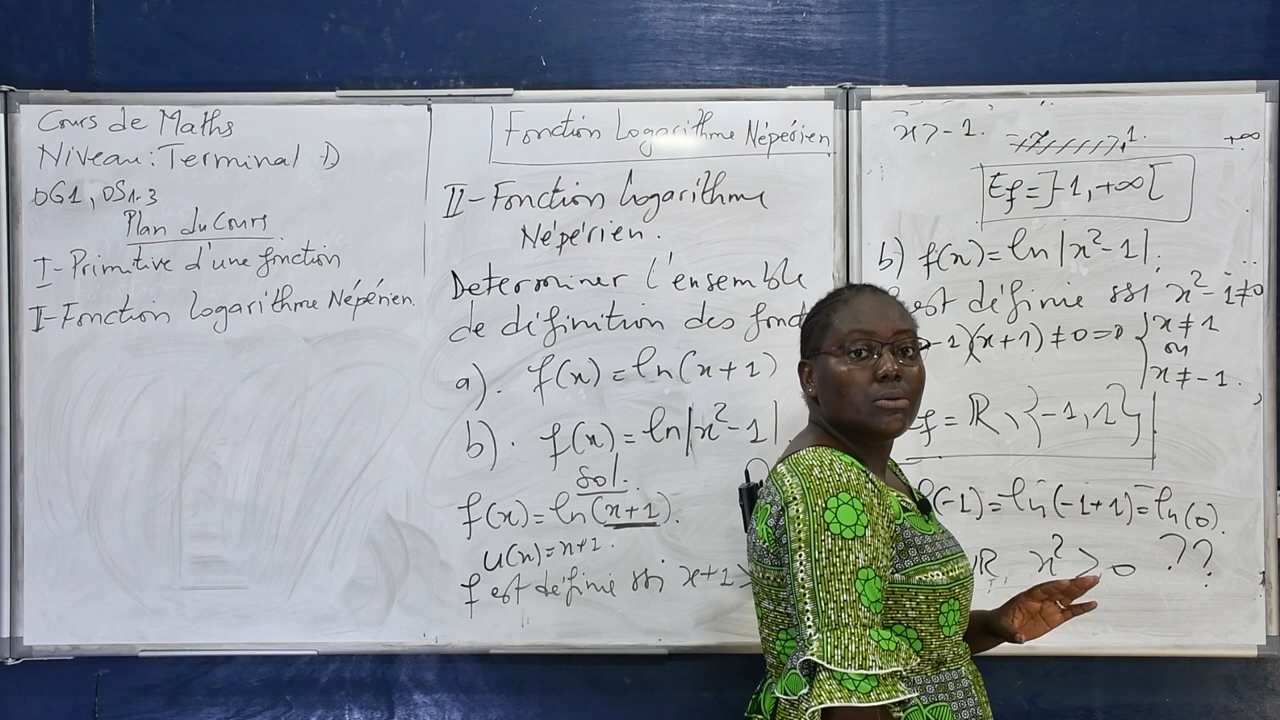 Cours de Maths
Niveau : Terminal D
OG1, OS1.3
Plan du Cours
I- Primitive d'une fonction
II- Fonction Logarithme Népérien.
Fonction Logarithme Népérien
II- Fonction Logarithme
Népérien.
Determiner l'ensemble
de définition des fonct
a). f(x) = ln(x+1)
b). f(x) = ln|x²-1|
Sol.
f(x) = ln(x+1).
u(x) = x+1.
f est définie ssi x+1>
x > -1.
-1 +∞
Ef = ]-1, +∞[
b) f(x) = ln|x²-1|.
est définie ssi x²-1≠0
-1)(x+1) ≠ 0 => { x ≠ 1
ou
x ≠ -1.
Ef = ℝ \ {-1, 1}
f(-1) = ln(-1+1) = ln(0).
ℝ x² > 0 ??